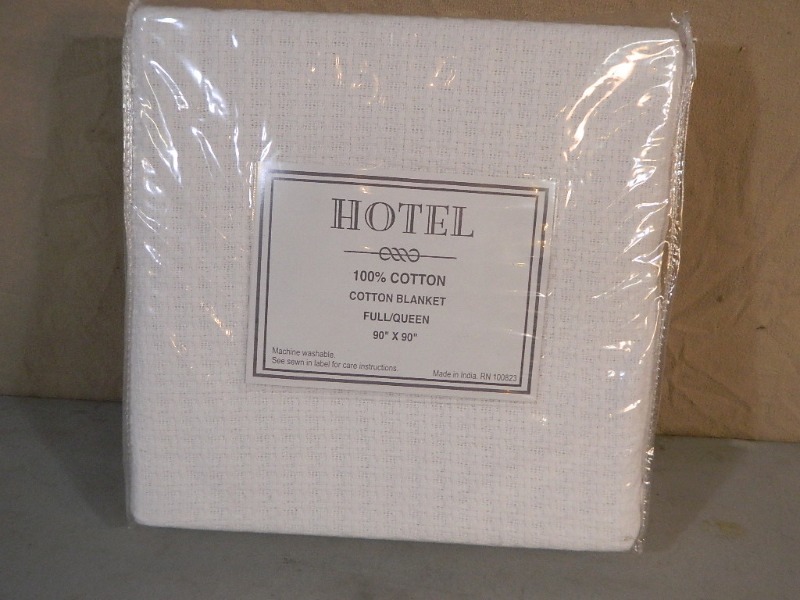 HOTEL
100% COTTON
COTTON BLANKET
FULL/QUEEN
90" X 90"
Machine washable.
See sewn in label for care instructions.
Made in India. RN 100823